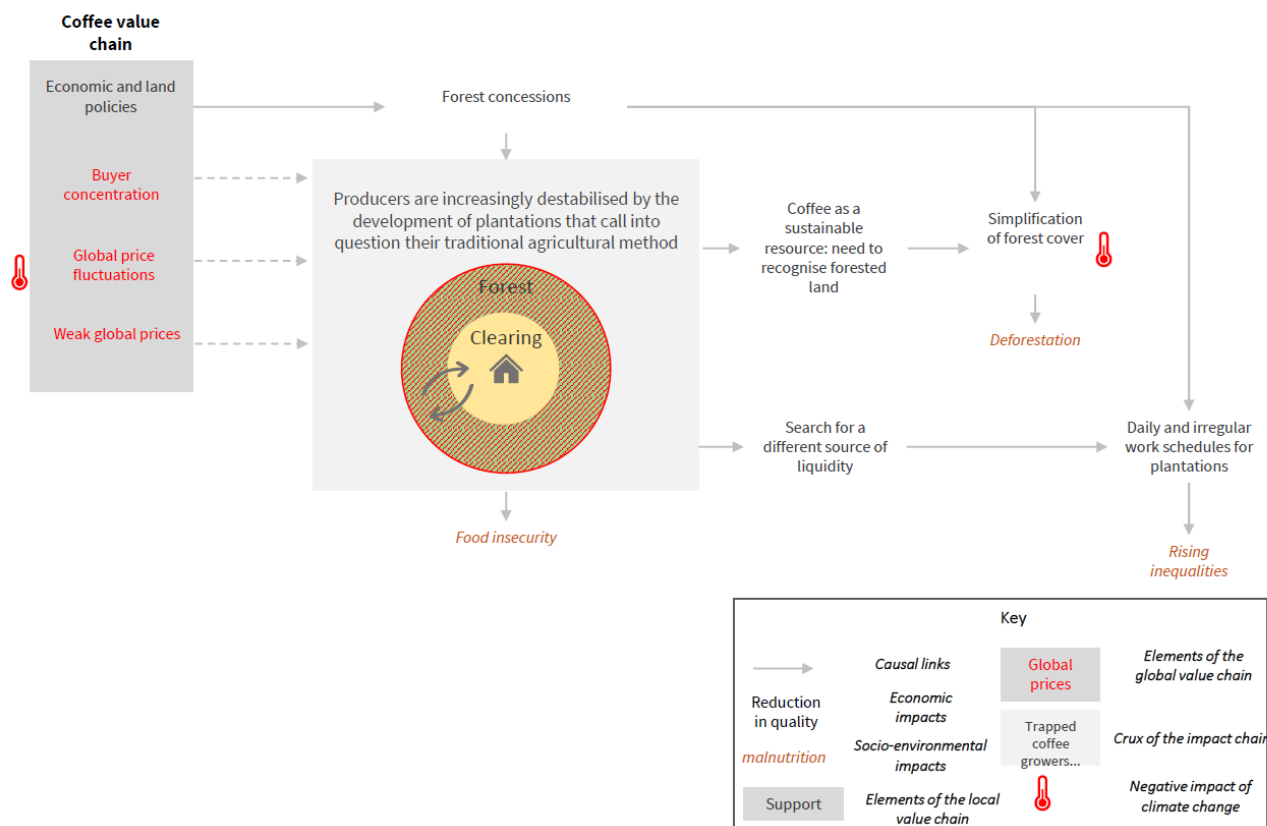 Coffee value
chain
Economic and land
policies
Forest concessions
Buyer
concentration
Global price
fluctuations
Weak global prices
Producers are increasingly destabilised by the
development of plantations that call into
question their traditional agricultural method
Forest
Clearing
Coffee as a
sustainable
resource: need to
recognise forested
land
Simplification
of forest cover
Deforestation
Search for a
different source of
liquidity
Daily and irregular
work schedules for
plantations
Food insecurity
Rising
inequalities
Key
Causal links
Global
prices
Elements of the
global value chain
Reduction
in quality
Economic
impacts
Trapped
coffee
growers...
Crux of the impact chain
malnutrition
Socio-environmental
impacts
Support
Elements of the local
value chain
Negative impact of
climate change